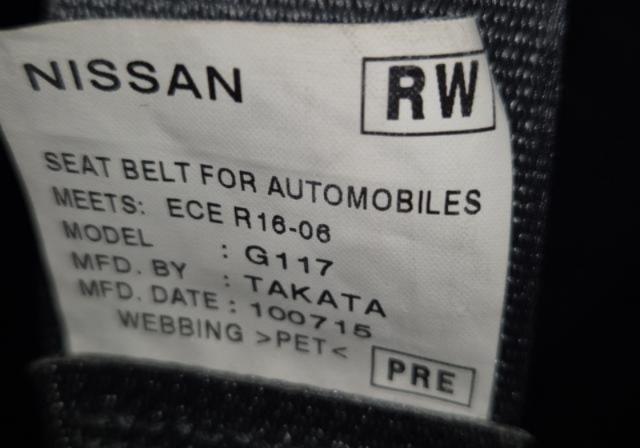 NISSAN RW
SEAT BELT FOR AUTOMOBILES
MEETS: ECE R16-06
MODEL : G117
MFD. BY : TAKATA
MFD. DATE : 100715
WEBBING >PET<
PRE